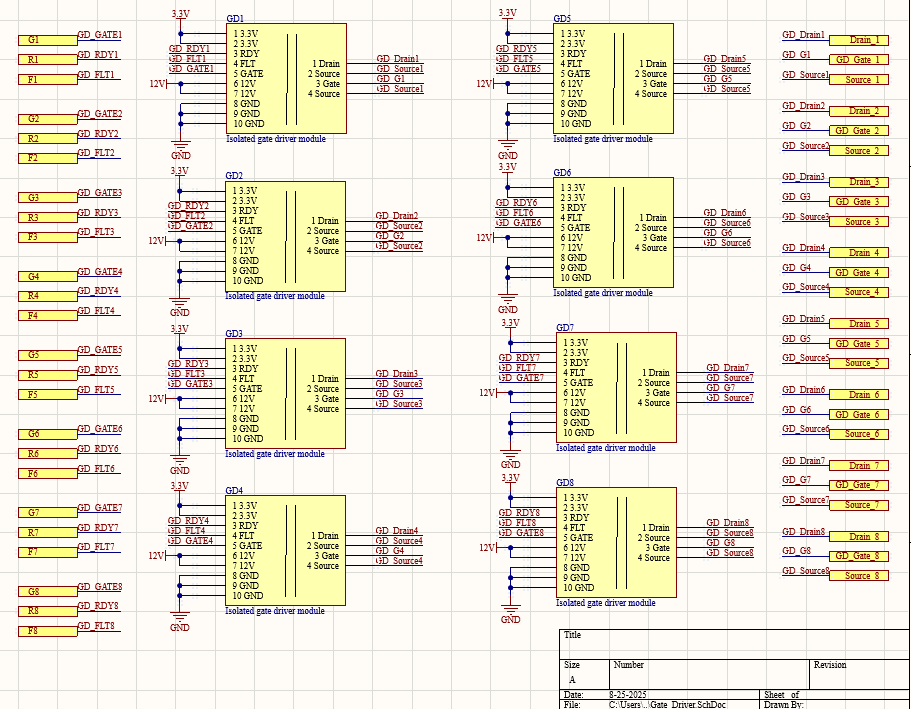 G1 GD_GATE1
R1 GD_RDY1
F1 GD_FLT1
G2 GD_GATE2
R2 GD_RDY2
F2 GD_FLT2
G3 GD_GATE3
R3 GD_RDY3
F3 GD_FLT3
G4 GD_GATE4
R4 GD_RDY4
F4 GD_FLT4
G5 GD_GATE5
R5 GD_RDY5
F5 GD_FLT5
G6 GD_GATE6
R6 GD_RDY6
F6 GD_FLT6
G7 GD_GATE7
R7 GD_RDY7
F7 GD_FLT7
G8 GD_GATE8
R8 GD_RDY8
F8 GD_FLT8
3.3V
GD1
1 3.3V
2 3.3V
GD_RDY1 3 RDY
GD_FLT1 4 FLT 1 Drain GD_Drain1
GD_GATE1 5 GATE 2 Source GD_Source1
12V 6 12V 3 Gate GD_G1
7 12V 4 Source GD_Source1
8 GND
9 GND
10 GND
Isolated gate driver module
GND
3.3V
GD2
1 3.3V
2 3.3V
GD_RDY2 3 RDY
GD_FLT2 4 FLT 1 Drain GD_Drain2
GD_GATE2 5 GATE 2 Source GD_Source2
12V 6 12V 3 Gate GD_G2
7 12V 4 Source GD_Source2
8 GND
9 GND
10 GND
Isolated gate driver module
GND
3.3V
GD3
1 3.3V
2 3.3V
GD_RDY3 3 RDY
GD_FLT3 4 FLT 1 Drain GD_Drain3
GD_GATE3 5 GATE 2 Source GD_Source3
12V 6 12V 3 Gate GD_G3
7 12V 4 Source GD_Source3
8 GND
9 GND
10 GND
Isolated gate driver module
GND
3.3V
GD4
1 3.3V
2 3.3V
GD_RDY4 3 RDY
GD_FLT4 4 FLT 1 Drain GD_Drain4
GD_GATE4 5 GATE 2 Source GD_Source4
12V 6 12V 3 Gate GD_G4
7 12V 4 Source GD_Source4
8 GND
9 GND
10 GND
Isolated gate driver module
GND
3.3V
GD5
1 3.3V
2 3.3V
GD_RDY5 3 RDY
GD_FLT5 4 FLT 1 Drain GD_Drain5
GD_GATE5 5 GATE 2 Source GD_Source5
12V 6 12V 3 Gate GD_G5
7 12V 4 Source GD_Source5
8 GND
9 GND
10 GND
Isolated gate driver module
GND
3.3V
GD6
1 3.3V
2 3.3V
GD_RDY6 3 RDY
GD_FLT6 4 FLT 1 Drain GD_Drain6
GD_GATE6 5 GATE 2 Source GD_Source6
12V 6 12V 3 Gate GD_G6
7 12V 4 Source GD_Source6
8 GND
9 GND
10 GND
Isolated gate driver module
GND
3.3V
GD7
1 3.3V
2 3.3V
GD_RDY7 3 RDY
GD_FLT7 4 FLT 1 Drain GD_Drain7
GD_GATE7 5 GATE 2 Source GD_Source7
12V 6 12V 3 Gate GD_G7
7 12V 4 Source GD_Source7
8 GND
9 GND
10 GND
Isolated gate driver module
GND
3.3V
GD8
1 3.3V
2 3.3V
GD_RDY8 3 RDY
GD_FLT8 4 FLT 1 Drain GD_Drain8
GD_GATE8 5 GATE 2 Source GD_Source8
12V 6 12V 3 Gate GD_G8
7 12V 4 Source GD_Source8
8 GND
9 GND
10 GND
Isolated gate driver module
GND
GD_Drain1 Drain_1
GD_G1 GD_Gate_1
GD_Source1 Source_1
GD_Drain2 Drain_2
GD_G2 GD_Gate_2
GD_Source2 Source_2
GD_Drain3 Drain_3
GD_G3 GD_Gate_3
GD_Source3 Source_3
GD_Drain4 Drain_4
GD_G4 GD_Gate_4
GD_Source4 Source_4
GD_Drain5 Drain_5
GD_G5 GD_Gate_5
GD_Source5 Source_5
GD_Drain6 Drain_6
GD_G6 GD_Gate_6
GD_Source6 Source_6
GD_Drain7 Drain_7
GD_G7 GD_Gate_7
GD_Source7 Source_7
GD_Drain8 Drain_8
GD_G8 GD_Gate_8
GD_Source8 Source_8
Title
Size Number Revision
A
Date: 8-25-2025 Sheet of
File: C:\Users\..\Gate_Driver.SchDoc Drawn By: